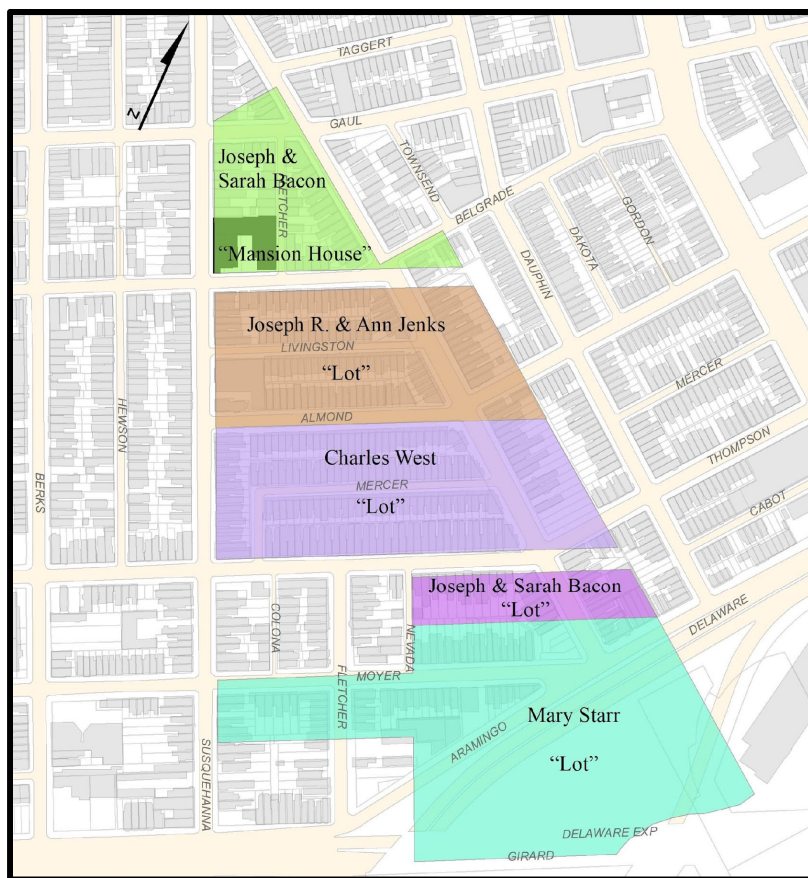 TAGGERT
GAUL
Z
Joseph &
Sarah Bacon
FLETCHER
"Mansion House"
TOWNSEND
BELGRADE
GORDON
DAKOTA
DAUPHIN
Joseph R. & Ann Jenks
LIVINGSTON
"Lot"
ALMOND
MERCER
HEWSON
Charles West
MERCER
"Lot"
THOMPSON
BERKS
CABOT
Joseph & Sarah Bacon
"Lot"
COLONA
NEVADA
DELAWARE
MOYER
FLETCHER
Mary Starr
ARAMINGO
SUSQUEHANNA
"Lot"
DELAWARE EXP
GIRARD